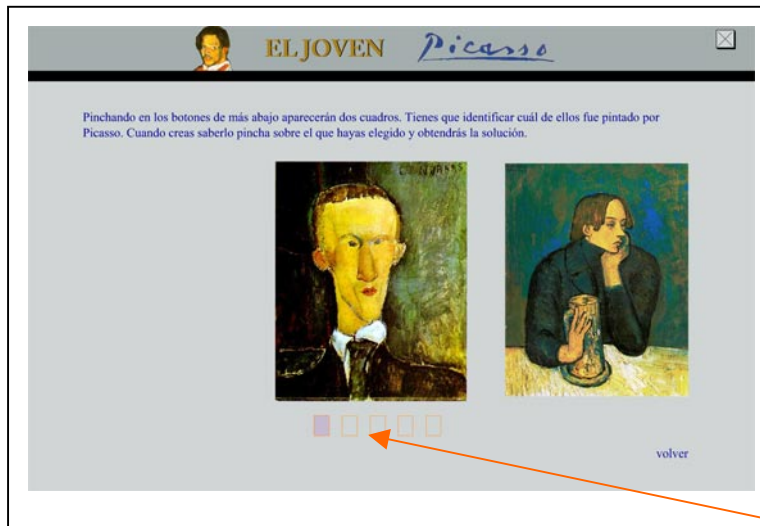 EL JOVEN Picasso
Pinchando en los botones de más abajo aparecerán dos cuadros. Tienes que identificar cuál de ellos fue pintado por
Picasso. Cuando creas saberlo pincha sobre el que hayas elegido y obtendrás la solución.
volver